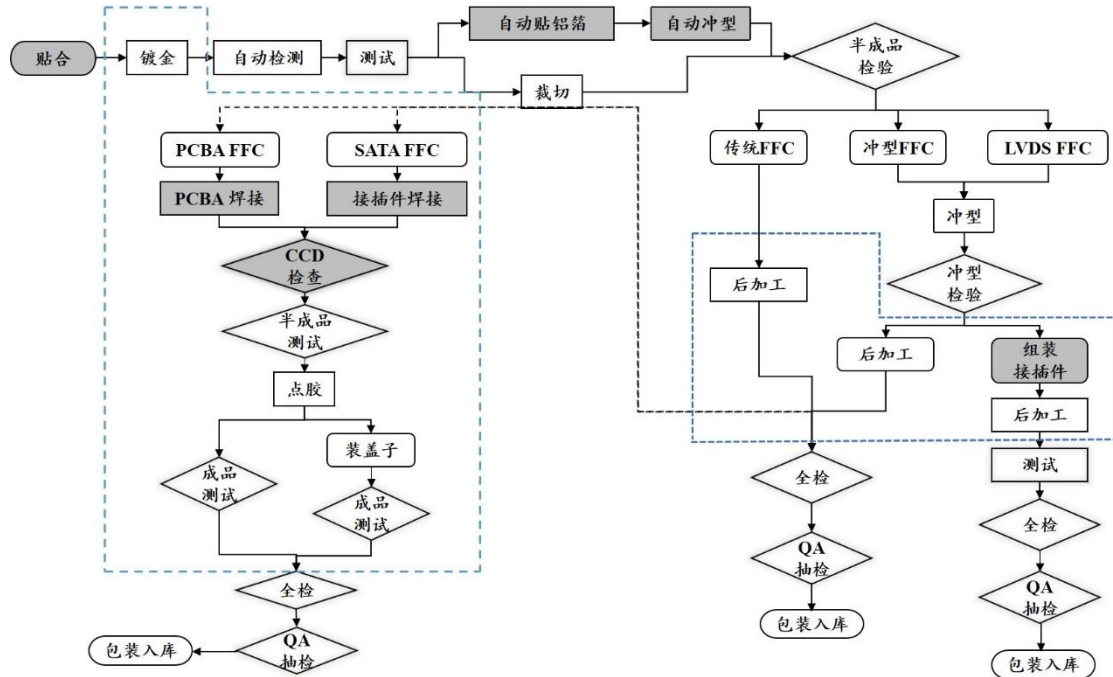 贴合
镀金
自动检测
测试
自动贴铝箔
自动冲型
裁切
半成品
检验
PCBA FFC
SATA FFC
传统FFC
冲型FFC
LVDS FFC
PCBA 焊接
接插件焊接
冲型
CCD
检查
冲型
检验
后加工
半成品
测试
后加工
组装
接插件
点胶
后加工
装盖子
成品
测试
成品
测试
全检
测试
全检
QA
抽检
全检
QA
抽检
包装入库
QA
抽检
包装入库
包装入库